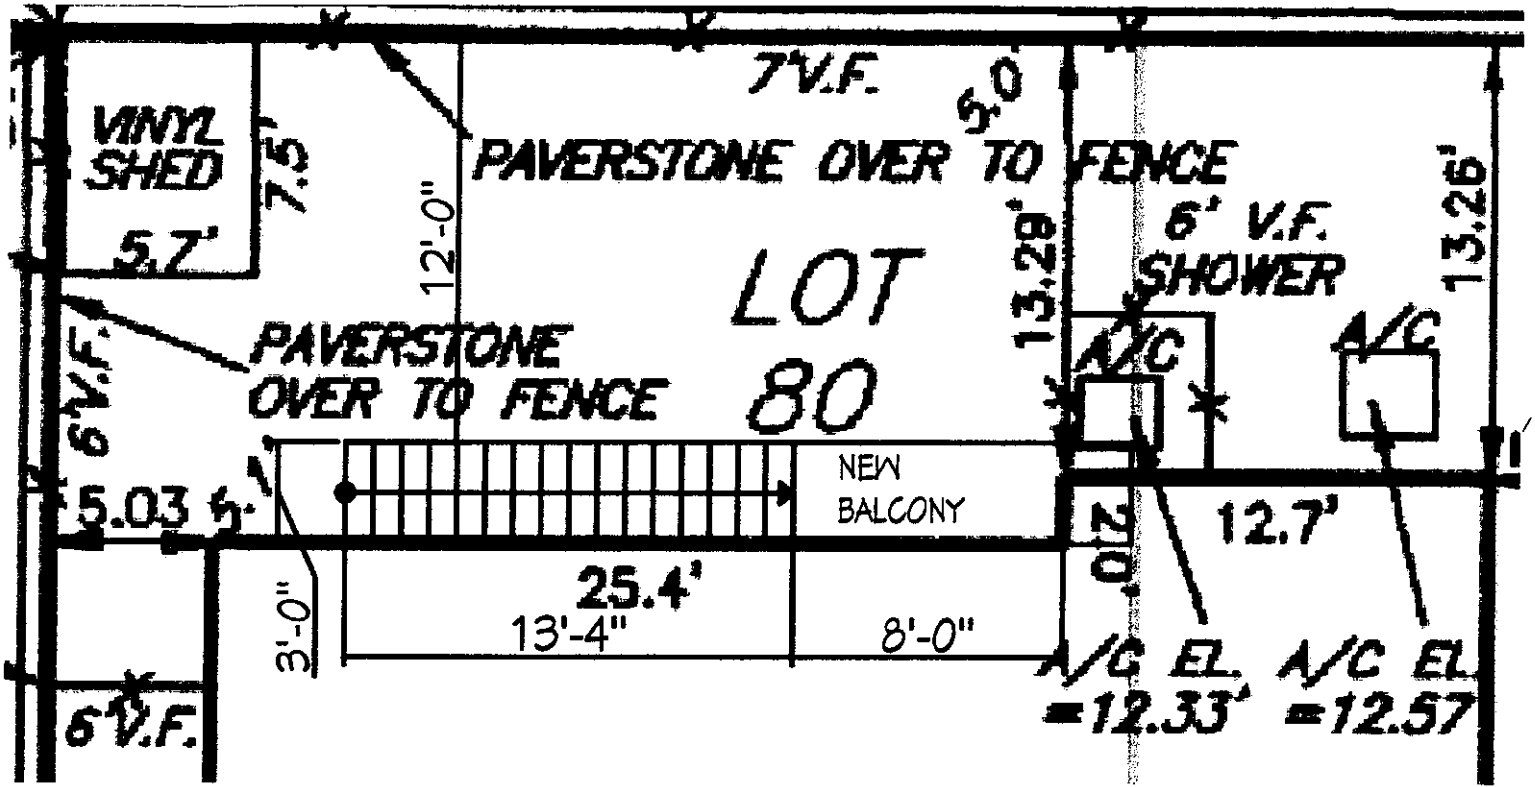 7'V.F.
5.0'
VINYL
SHED
7.5'
5.7'
PAVERSTONE OVER TO FENCE
12'-0"
13.29'
13.26'
6' V.F.
SHOWER
LOT
80
A/C
A/C
PAVERSTONE
OVER TO FENCE
6'V.F.
NEW
BALCONY
5.03
12.7'
2.0'
25.4'
3'-0"
13'-4"
8'-0"
A/C EL.
=12.33'
A/C EL.
=12.57
6'V.F.